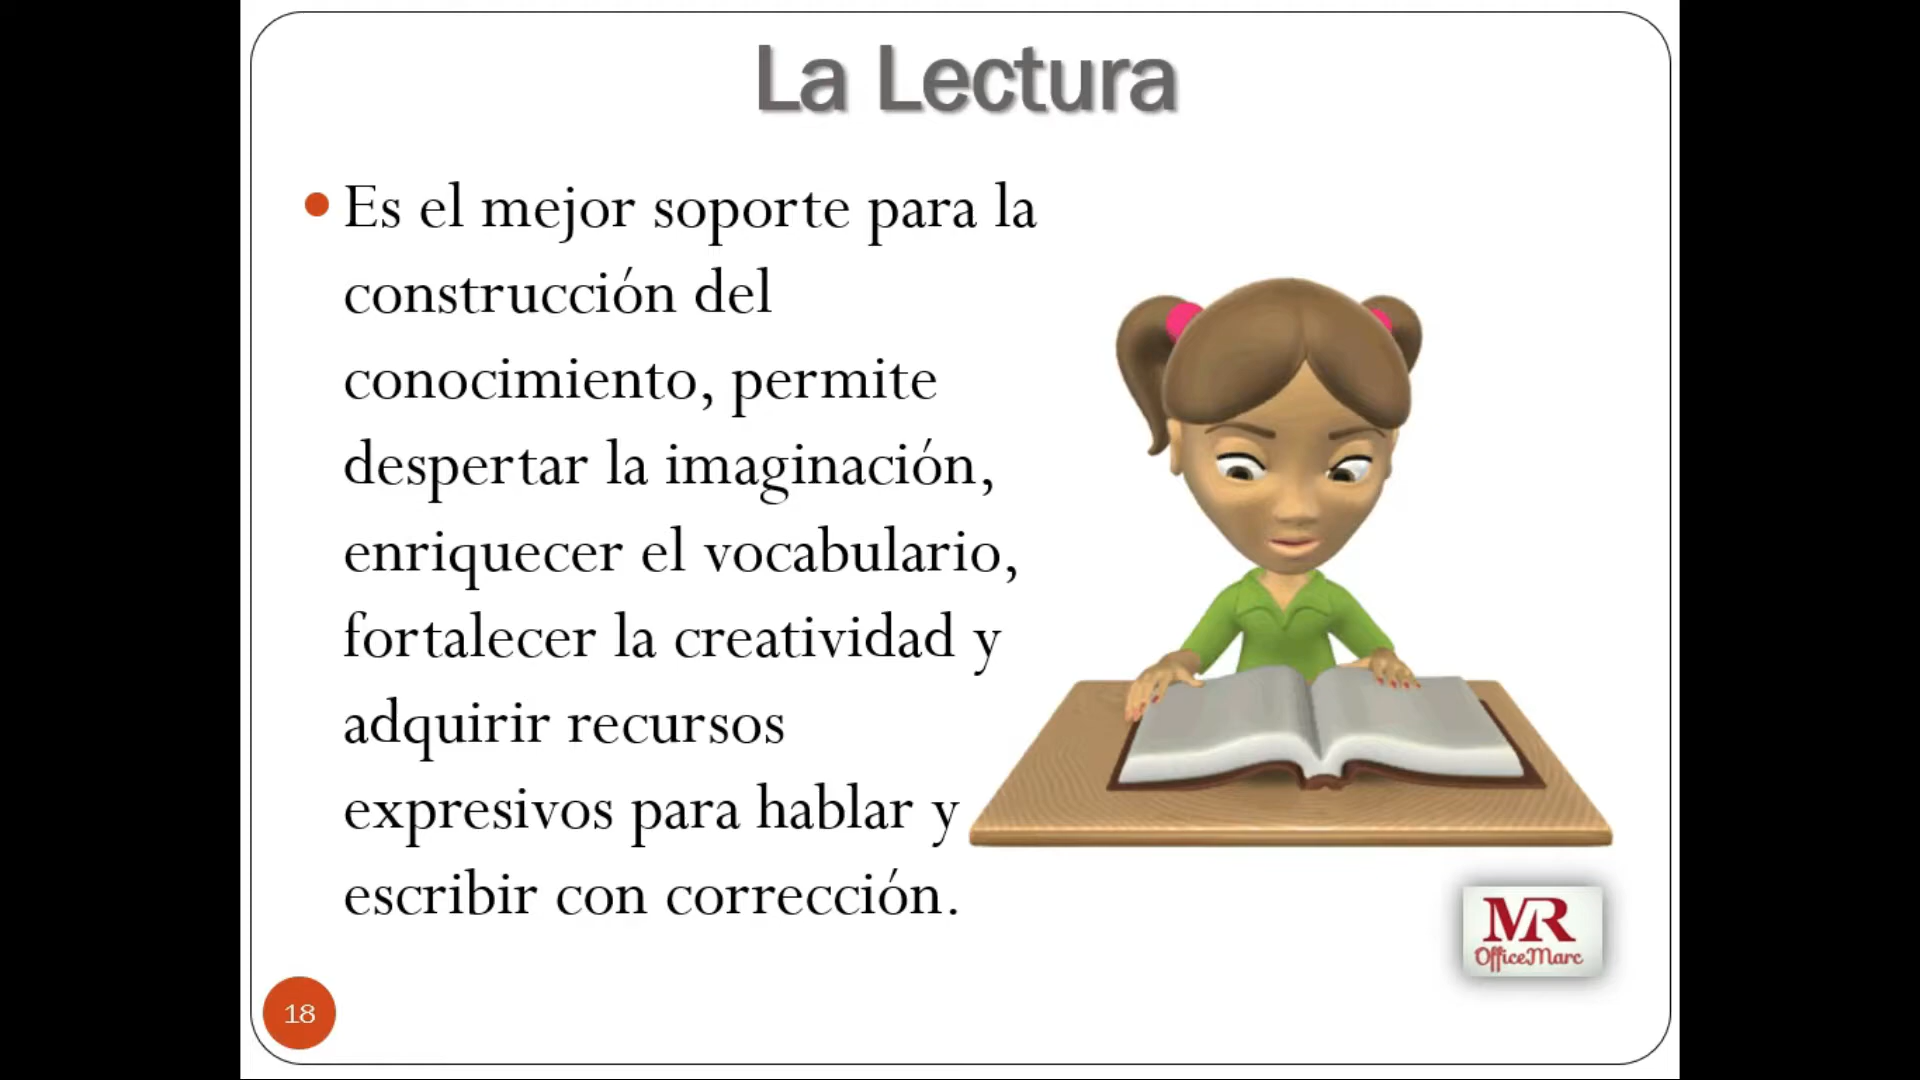 La Lectura
Es el mejor soporte para la
construcción del
conocimiento, permite
despertar la imaginación,
enriquecer el vocabulario,
fortalecer la creatividad y
adquirir recursos
expresivos para hablar y
escribir con corrección.
MR
OfficeMarc
18